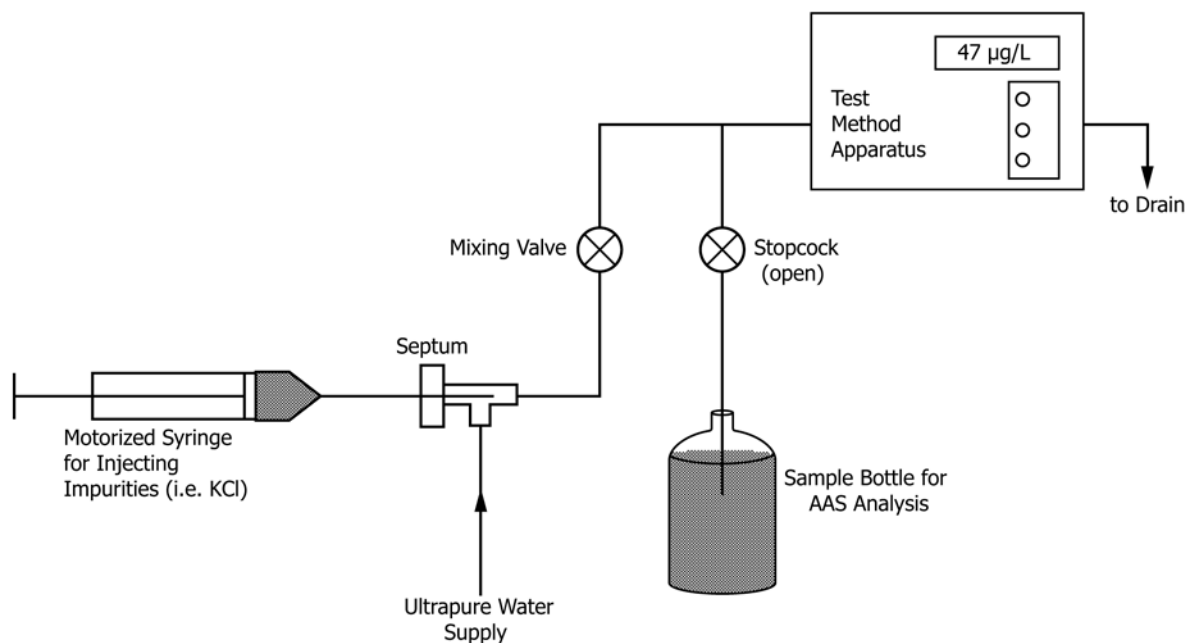 47 µg/L
Test
Method
Apparatus
to Drain
Mixing Valve
Stopcock
(open)
Septum
Motorized Syringe
for Injecting
Impurities (i.e. KCl)
Sample Bottle for
AAS Analysis
Ultrapure Water
Supply